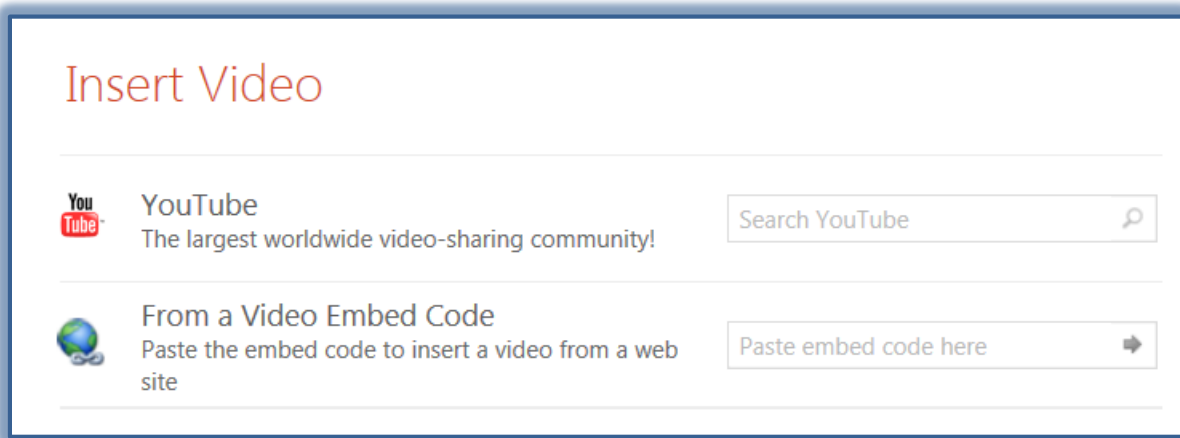 Insert Video
You
Tube
YouTube
The largest worldwide video-sharing community!
Search YouTube
From a Video Embed Code
Paste the embed code to insert a video from a web
site
Paste embed code here